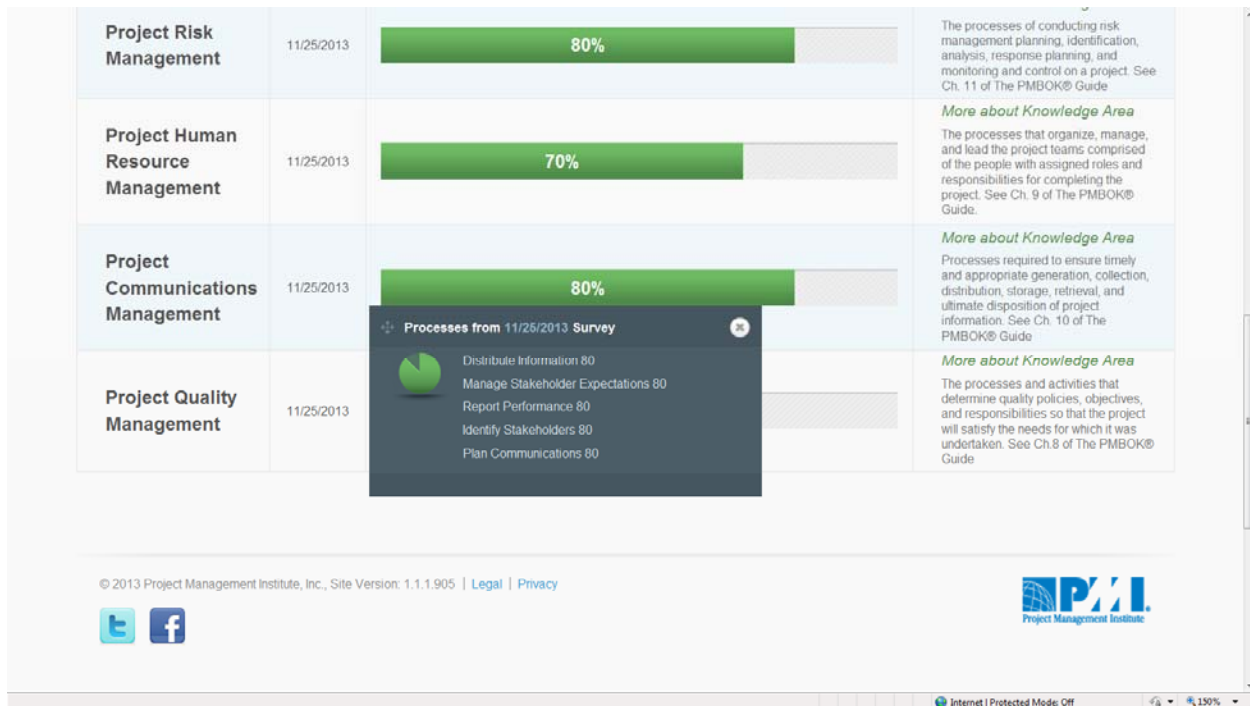 Project Risk
Management
11/25/2013
80%
The processes of conducting risk
management planning, identification,
analysis, response planning, and
monitoring and control on a project. See
Ch. 11 of The PMBOK® Guide
Project Human
Resource
Management
11/25/2013
70%
More about Knowledge Area
The processes that organize, manage,
and lead the project teams comprised
of the people with assigned roles and
responsibilities for completing the
project. See Ch. 9 of The PMBOK®
Guide.
Project
Communications
Management
11/25/2013
80%
More about Knowledge Area
Processes required to ensure timely
and appropriate generation, collection,
distribution, storage, retrieval, and
ultimate disposition of project
information. See Ch. 10 of The
PMBOK® Guide
Processes from 11/25/2013 Survey
Distribute Information 80
Manage Stakeholder Expectations 80
Report Performance 80
Identify Stakeholders 80
Plan Communications 80
Project Quality
Management
11/25/2013
More about Knowledge Area
The processes and activities that
determine quality policies, objectives,
and responsibilities so that the project
will satisfy the needs for which it was
undertaken. See Ch.8 of The PMBOK®
Guide
© 2013 Project Management Institute, Inc., Site Version: 1.1.1.905 | Legal | Privacy
PMI
Project Management Institute
Internet | Protected Mode: Off
150%